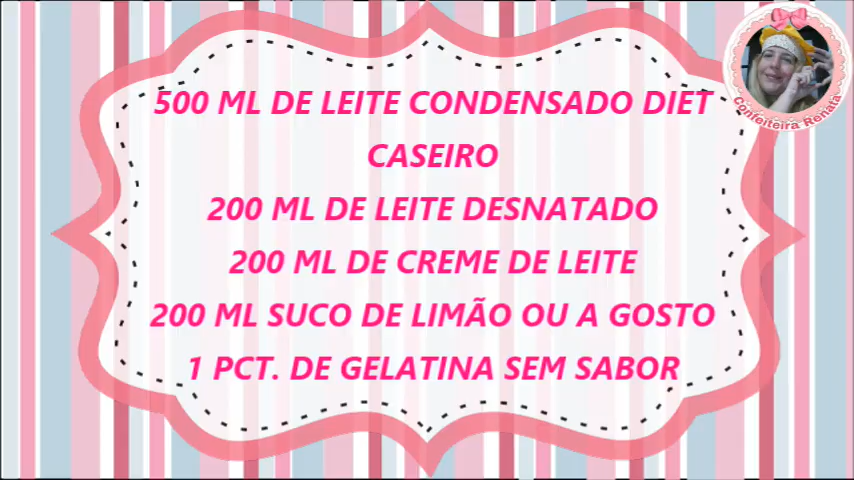 500 ML DE LEITE CONDENSADO DIET
CASEIRO
200 ML DE LEITE DESNATADO
200 ML DE CREME DE LEITE
200 ML SUCO DE LIMÃO OU A GOSTO
1 PCT. DE GELATINA SEM SABOR
Confeiteira Renata